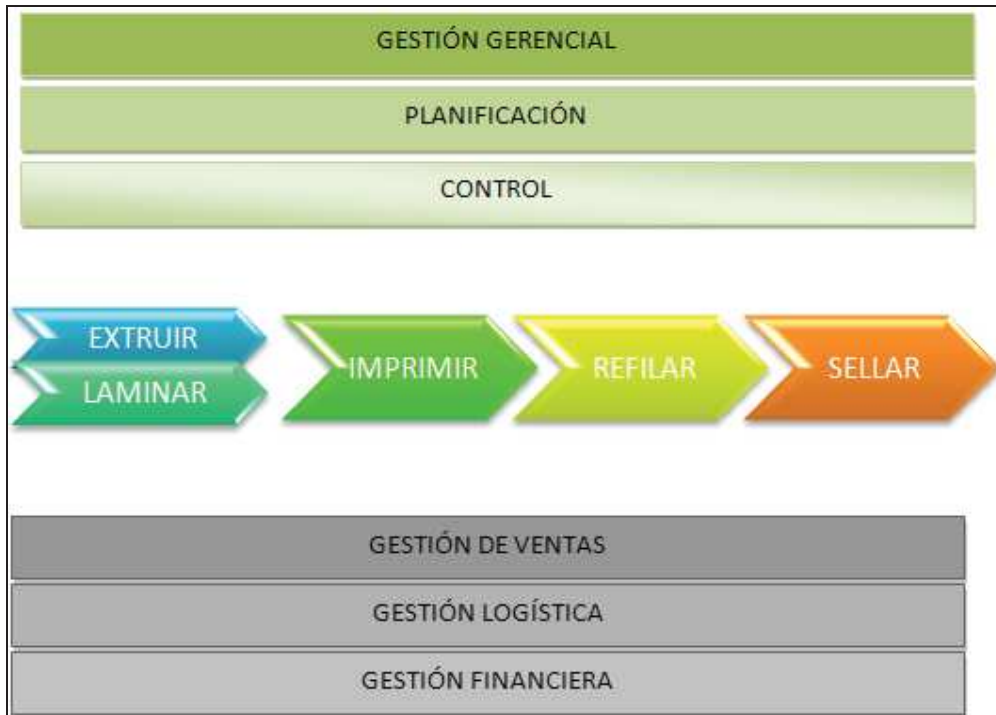 GESTIÓN GERENCIAL
PLANIFICACIÓN
CONTROL
EXTRUIR
LAMINAR
IMPRIMIR
REFILAR
SELLAR
GESTIÓN DE VENTAS
GESTIÓN LOGÍSTICA
GESTIÓN FINANCIERA